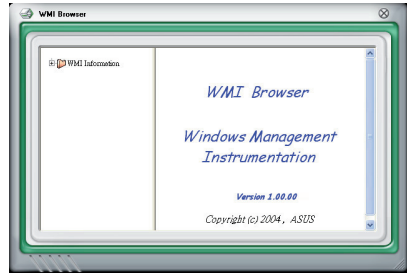 WMI Browser
WMI Information
WMI Browser
Windows Management
Instrumentation
Version 1.00.00
Copyright (c) 2004, ASUS